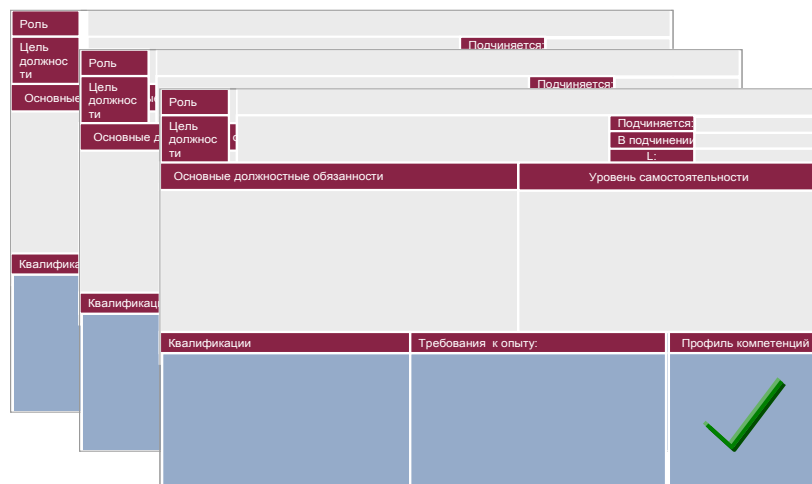 Роль
Цель
должнос
ти
Подчиняется:
Основные
Квалифика
Роль
Цель
должнос
ти
Подчиняется:
Основные д
Квалификаци
Роль
Цель
должнос
ти
Подчиняется:
В подчинении
L:
Основные должностные обязанности
Уровень самостоятельности
Квалификации
Требования к опыту:
Профиль компетенций